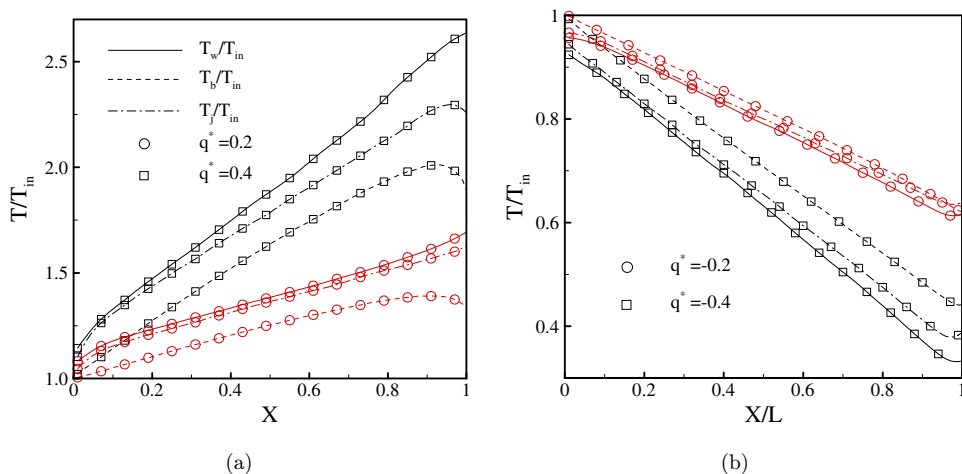 T/T_in
2.5
2.0
1.5
1.0
0
0.2
0.4
0.6
0.8
1
X
T_w/T_in
T_b/T_in
T_j/T_in
q* =0.2
q* =0.4
(a)
T/T_in
1
0.8
0.6
0.4
0
0.2
0.4
0.6
0.8
1
X/L
q* =-0.2
q* =-0.4
(b)